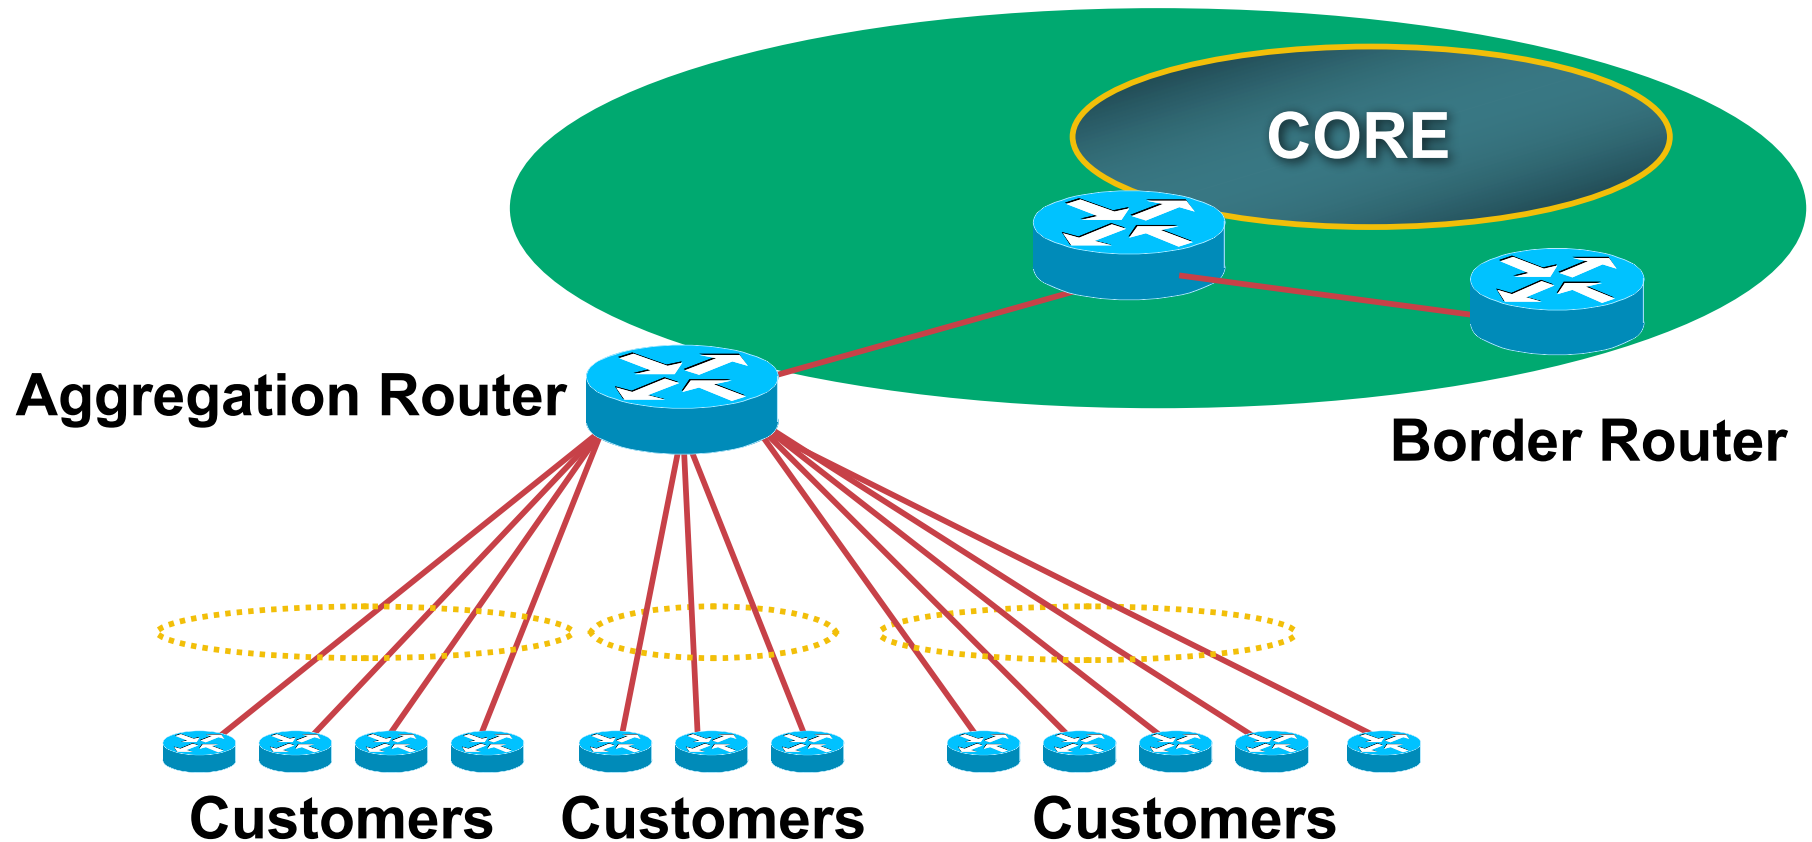 CORE
Aggregation Router
Border Router
Customers
Customers
Customers